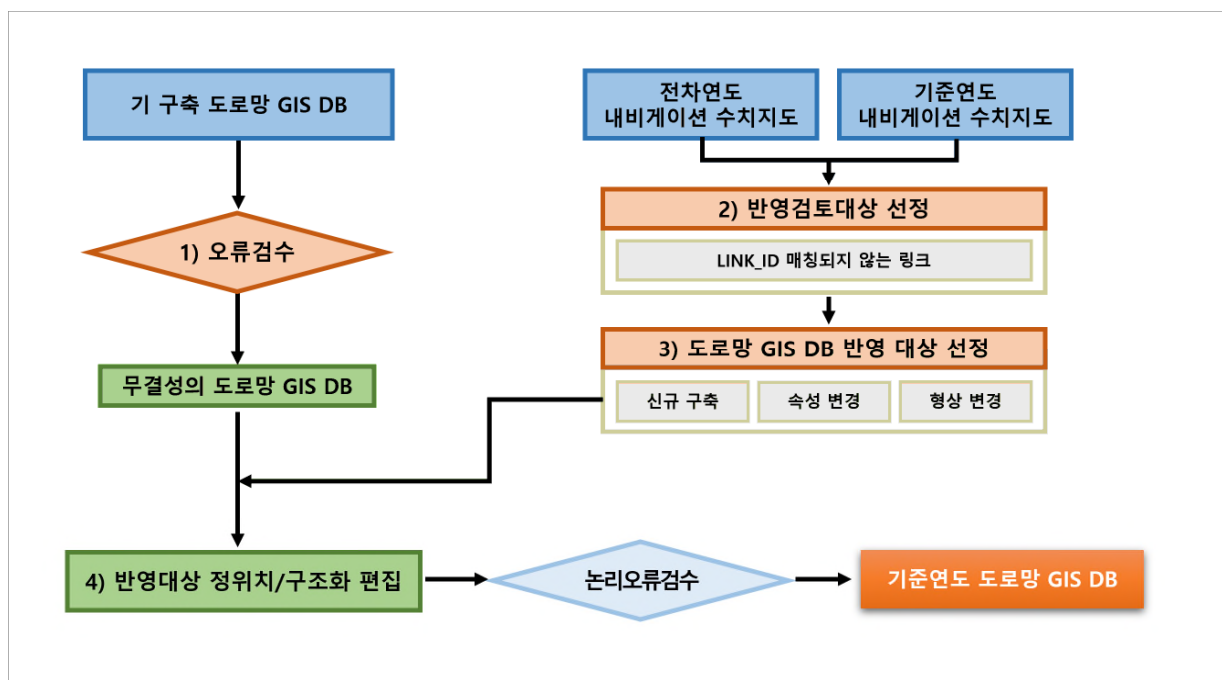 기 구축 도로망 GIS DB
전차연도
내비게이션 수치지도
기준연도
내비게이션 수치지도
1) 오류검수
2) 반영검토대상 선정
LINK_ID 매칭되지 않는 링크
3) 도로망 GIS DB 반영 대상 선정
신규 구축
속성 변경
형상 변경
무결성의 도로망 GIS DB
4) 반영대상 정위치/구조화 편집
논리오류검수
기준연도 도로망 GIS DB